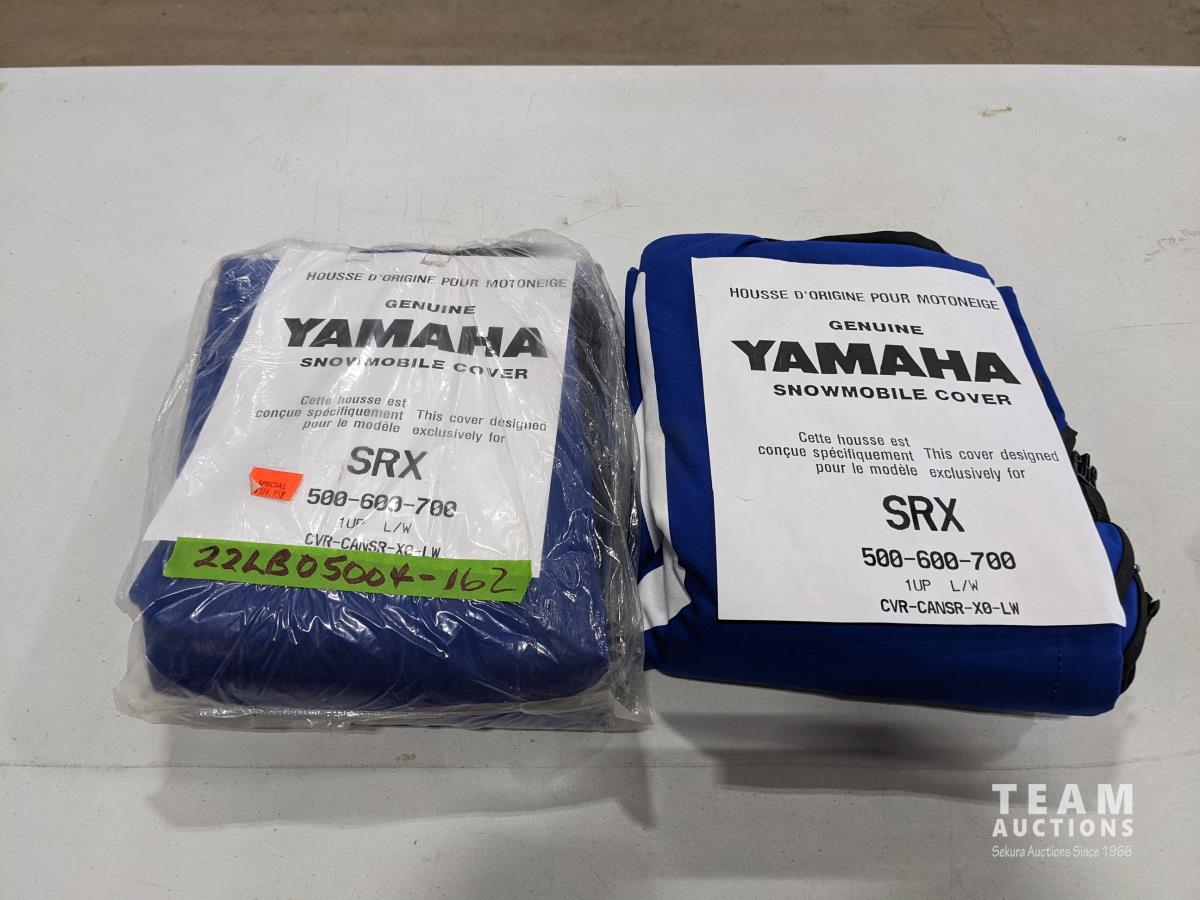 HOUSSE D'ORIGINE POUR MOTONEIGE
GENUINE
YAMAHA
SNOWMOBILE COVER
Cette housse est
conçue spécifiquement This cover designed
pour le modèle exclusively for
SRX
SPECIAL
500-600-700
1UP L/W
CVR-CANSR-X0-LW
22LB05004-162
HOUSSE D'ORIGINE POUR MOTONEIGE
GENUINE
YAMAHA
SNOWMOBILE COVER
Cette housse est
conçue spécifiquement This cover designed
pour le modèle exclusively for
SRX
500-600-700
1UP L/W
CVR-CANSR-X0-LW
TEAM
AUCTIONS
Sekura Auctions Since 1966